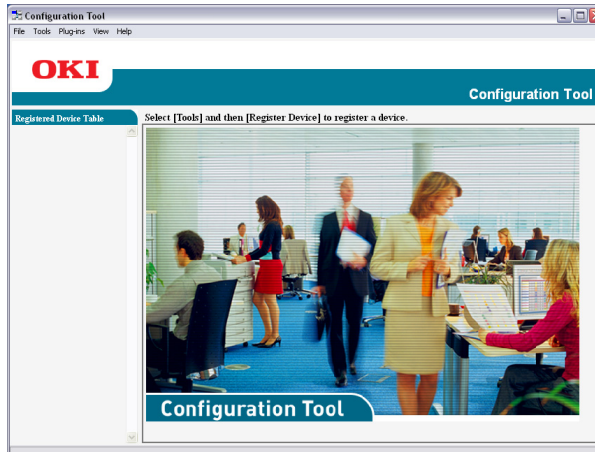 Configuration Tool
File Tools Plug-ins View Help
OKI
Configuration Tool
Registered Device Table
Select [Tools] and then [Register Device] to register a device.
Configuration Tool